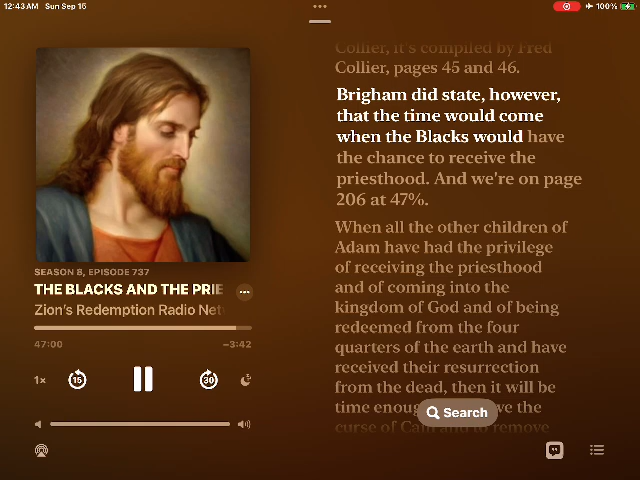 12:43 AM Sun Sep 15
100%
Collier, it's compiled by Fred
Collier, pages 45 and 46.
Brigham did state, however,
that the time would come
when the Blacks would have
the chance to receive the
priesthood. And we're on page
206 at 47%.
When all the other children of
Adam have had the privilege
of receiving the priesthood
and of coming into the
kingdom of God and of being
redeemed from the four
quarters of the earth and have
received their resurrection
from the dead, then it will be
time enoug ve the
curse of Cain and to remove
Search
SEASON 8, EPISODE 737
THE BLACKS AND THE PRIE
Zion's Redemption Radio Net
47:00
−3:42
1×
15
30